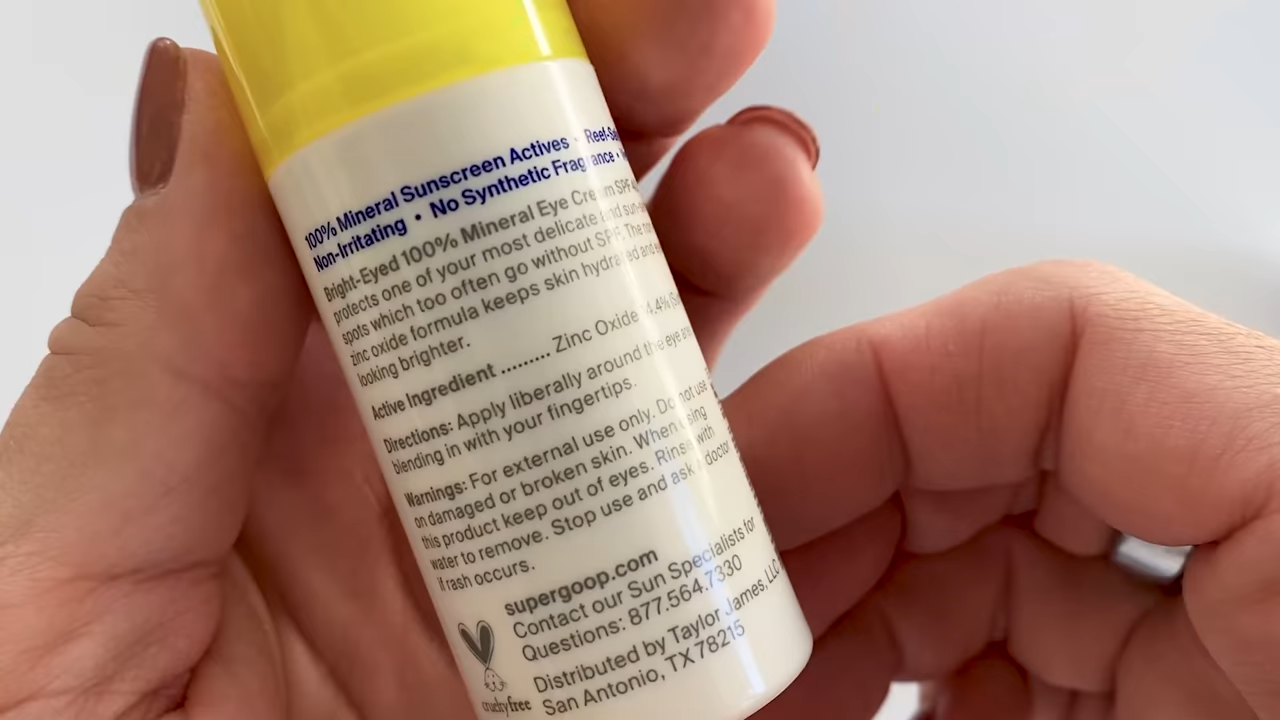 100% Mineral Sunscreen Actives •
Non-Irritating • No Synthetic Fragrance •
Bright-Eyed 100% Mineral Eye Cream SPF
protects one of your most delicate and
spots which too often go without SPF. The
zinc oxide formula keeps skin hydrated and
looking brighter.
Active Ingredient ......... Zinc Oxide
Directions: Apply liberally around the eye
blending in with your fingertips.
Warnings: For external use only. Do not use
on damaged or broken skin. When using
this product keep out of eyes. Rinse with
water to remove. Stop use and ask a doctor
if rash occurs.
supergoop.com
Contact our Sun Specialists for
Questions: 877.564.7330
Distributed by Taylor James, LLC
San Antonio, TX 78215
crueltyfree